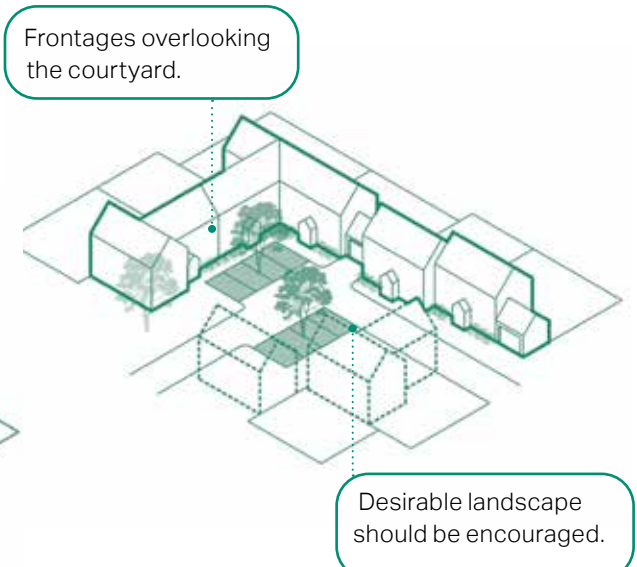 Frontages overlooking
the courtyard.
Desirable landscape
should be encouraged.